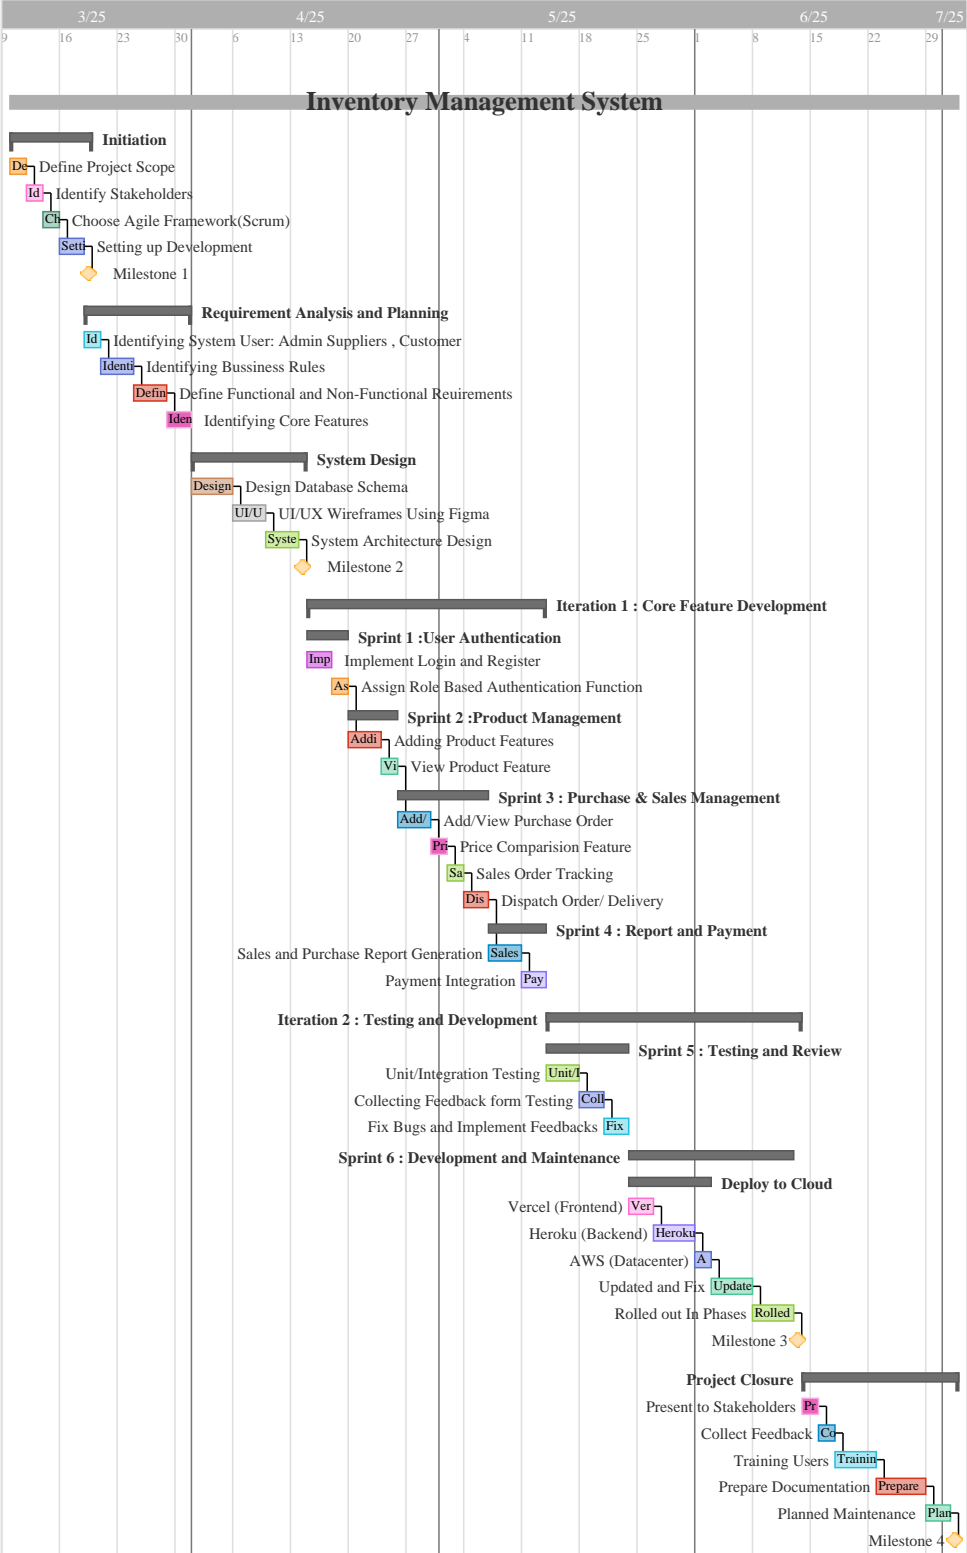 3/25 4/25 5/25 6/25 7/25
9 16 23 30 6 13 20 27 4 11 18 25 1 8 15 22 29
Inventory Management System
Initiation
De Define Project Scope
Id Identify Stakeholders
Ch Choose Agile Framework(Scrum)
Setti Setting up Development
Milestone 1
Requirement Analysis and Planning
Id Identifying System User: Admin Suppliers , Customer
Identi Identifying Bussiness Rules
Defin Define Functional and Non-Functional Reuirements
Iden Identifying Core Features
System Design
Design Design Database Schema
UI/U UI/UX Wireframes Using Figma
Syste System Architecture Design
Milestone 2
Iteration 1 : Core Feature Development
Sprint 1 :User Authentication
Imp Implement Login and Register
As Assign Role Based Authentication Function
Sprint 2 :Product Management
Addi Adding Product Features
Vi View Product Feature
Sprint 3 : Purchase & Sales Management
Add/ Add/View Purchase Order
Pri Price Comparision Feature
Sa Sales Order Tracking
Dis Dispatch Order/ Delivery
Sprint 4 : Report and Payment
Sales and Purchase Report Generation Sales
Payment Integration Pay
Iteration 2 : Testing and Development
Sprint 5 : Testing and Review
Unit/Integration Testing Unit/I
Collecting Feedback form Testing Coll
Fix Bugs and Implement Feedbacks Fix
Sprint 6 : Development and Maintenance
Deploy to Cloud
Vercel (Frontend) Ver
Heroku (Backend) Heroku
AWS (Datacenter) A
Updated and Fix Update
Rolled out In Phases Rolled
Milestone 3
Project Closure
Present to Stakeholders Pr
Collect Feedback Co
Training Users Trainin
Prepare Documentation Prepare
Planned Maintenance Plan
Milestone 4